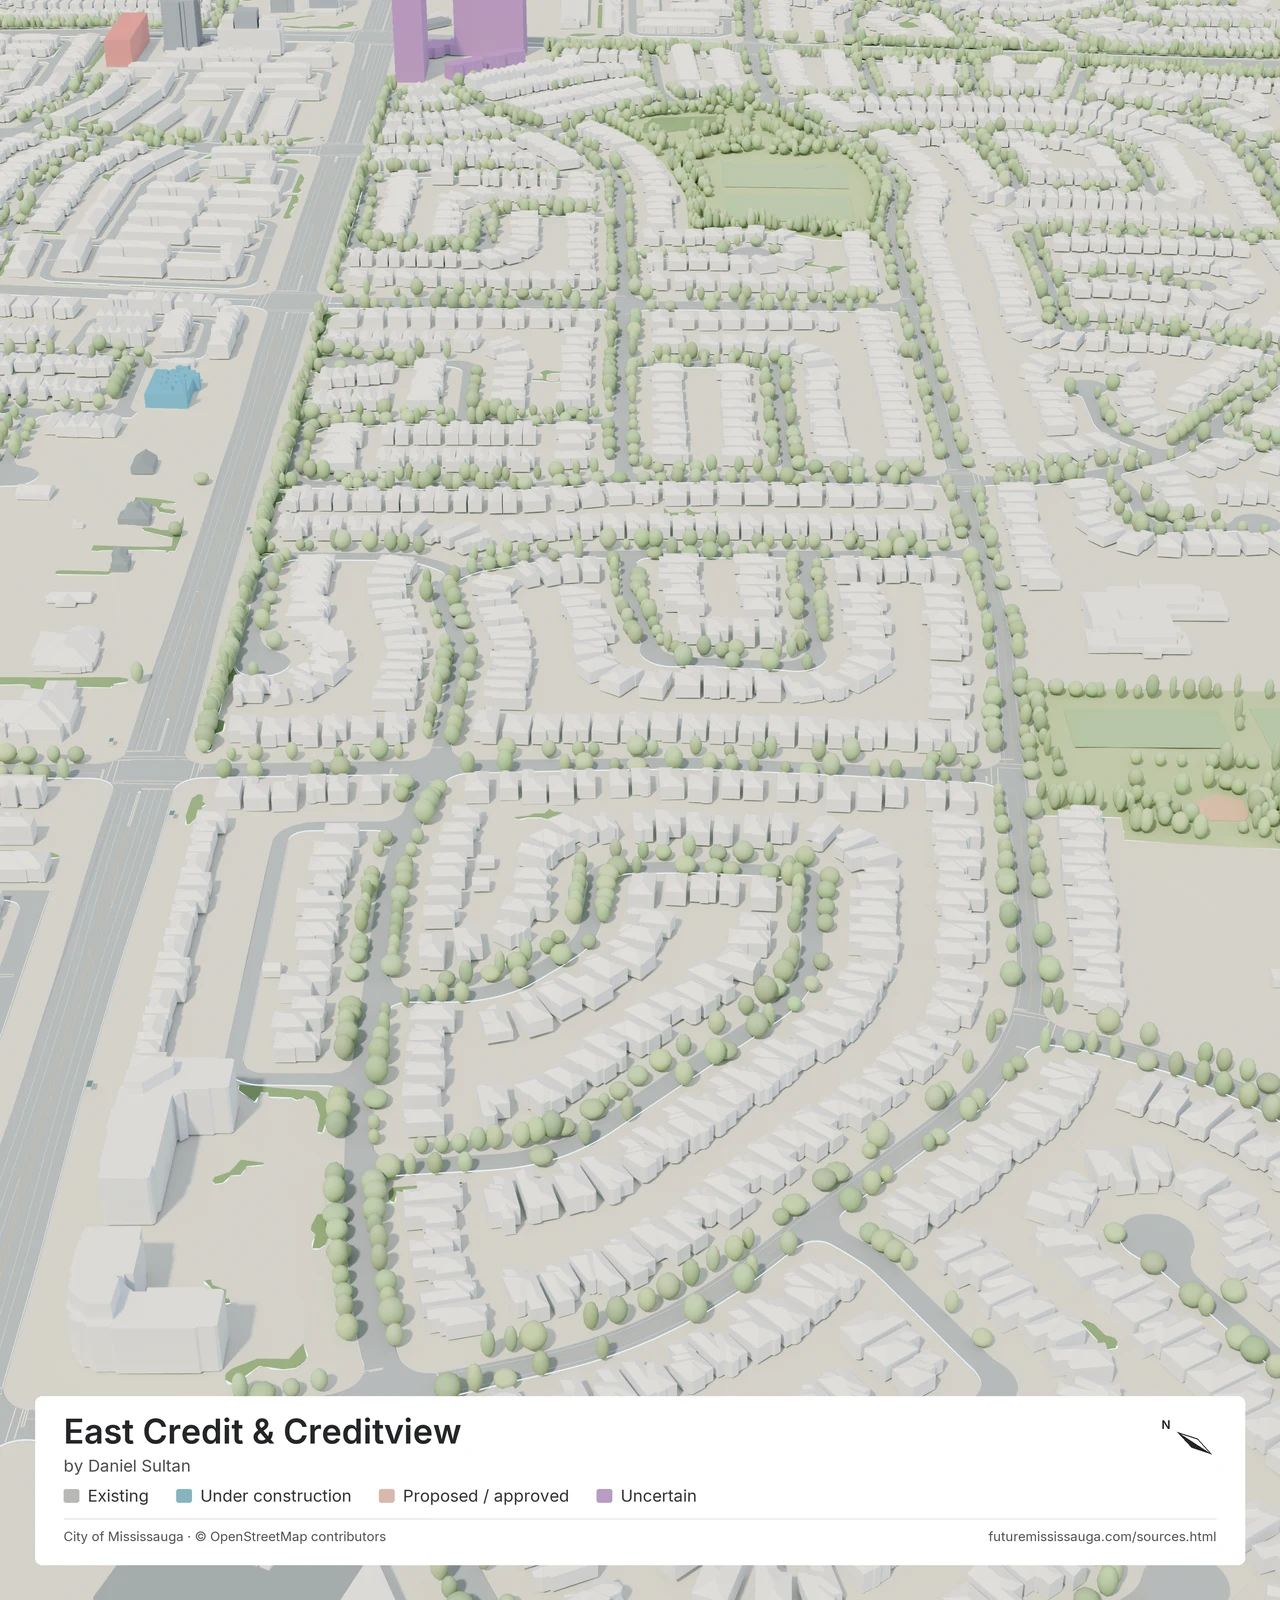 East Credit & Creditview
N
by Daniel Sultan
Existing Under construction Proposed / approved Uncertain
City of Mississauga · © OpenStreetMap contributors futuremississauga.com/sources.html